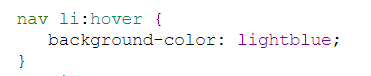 nav li:hover {
   background-color: lightblue;
}